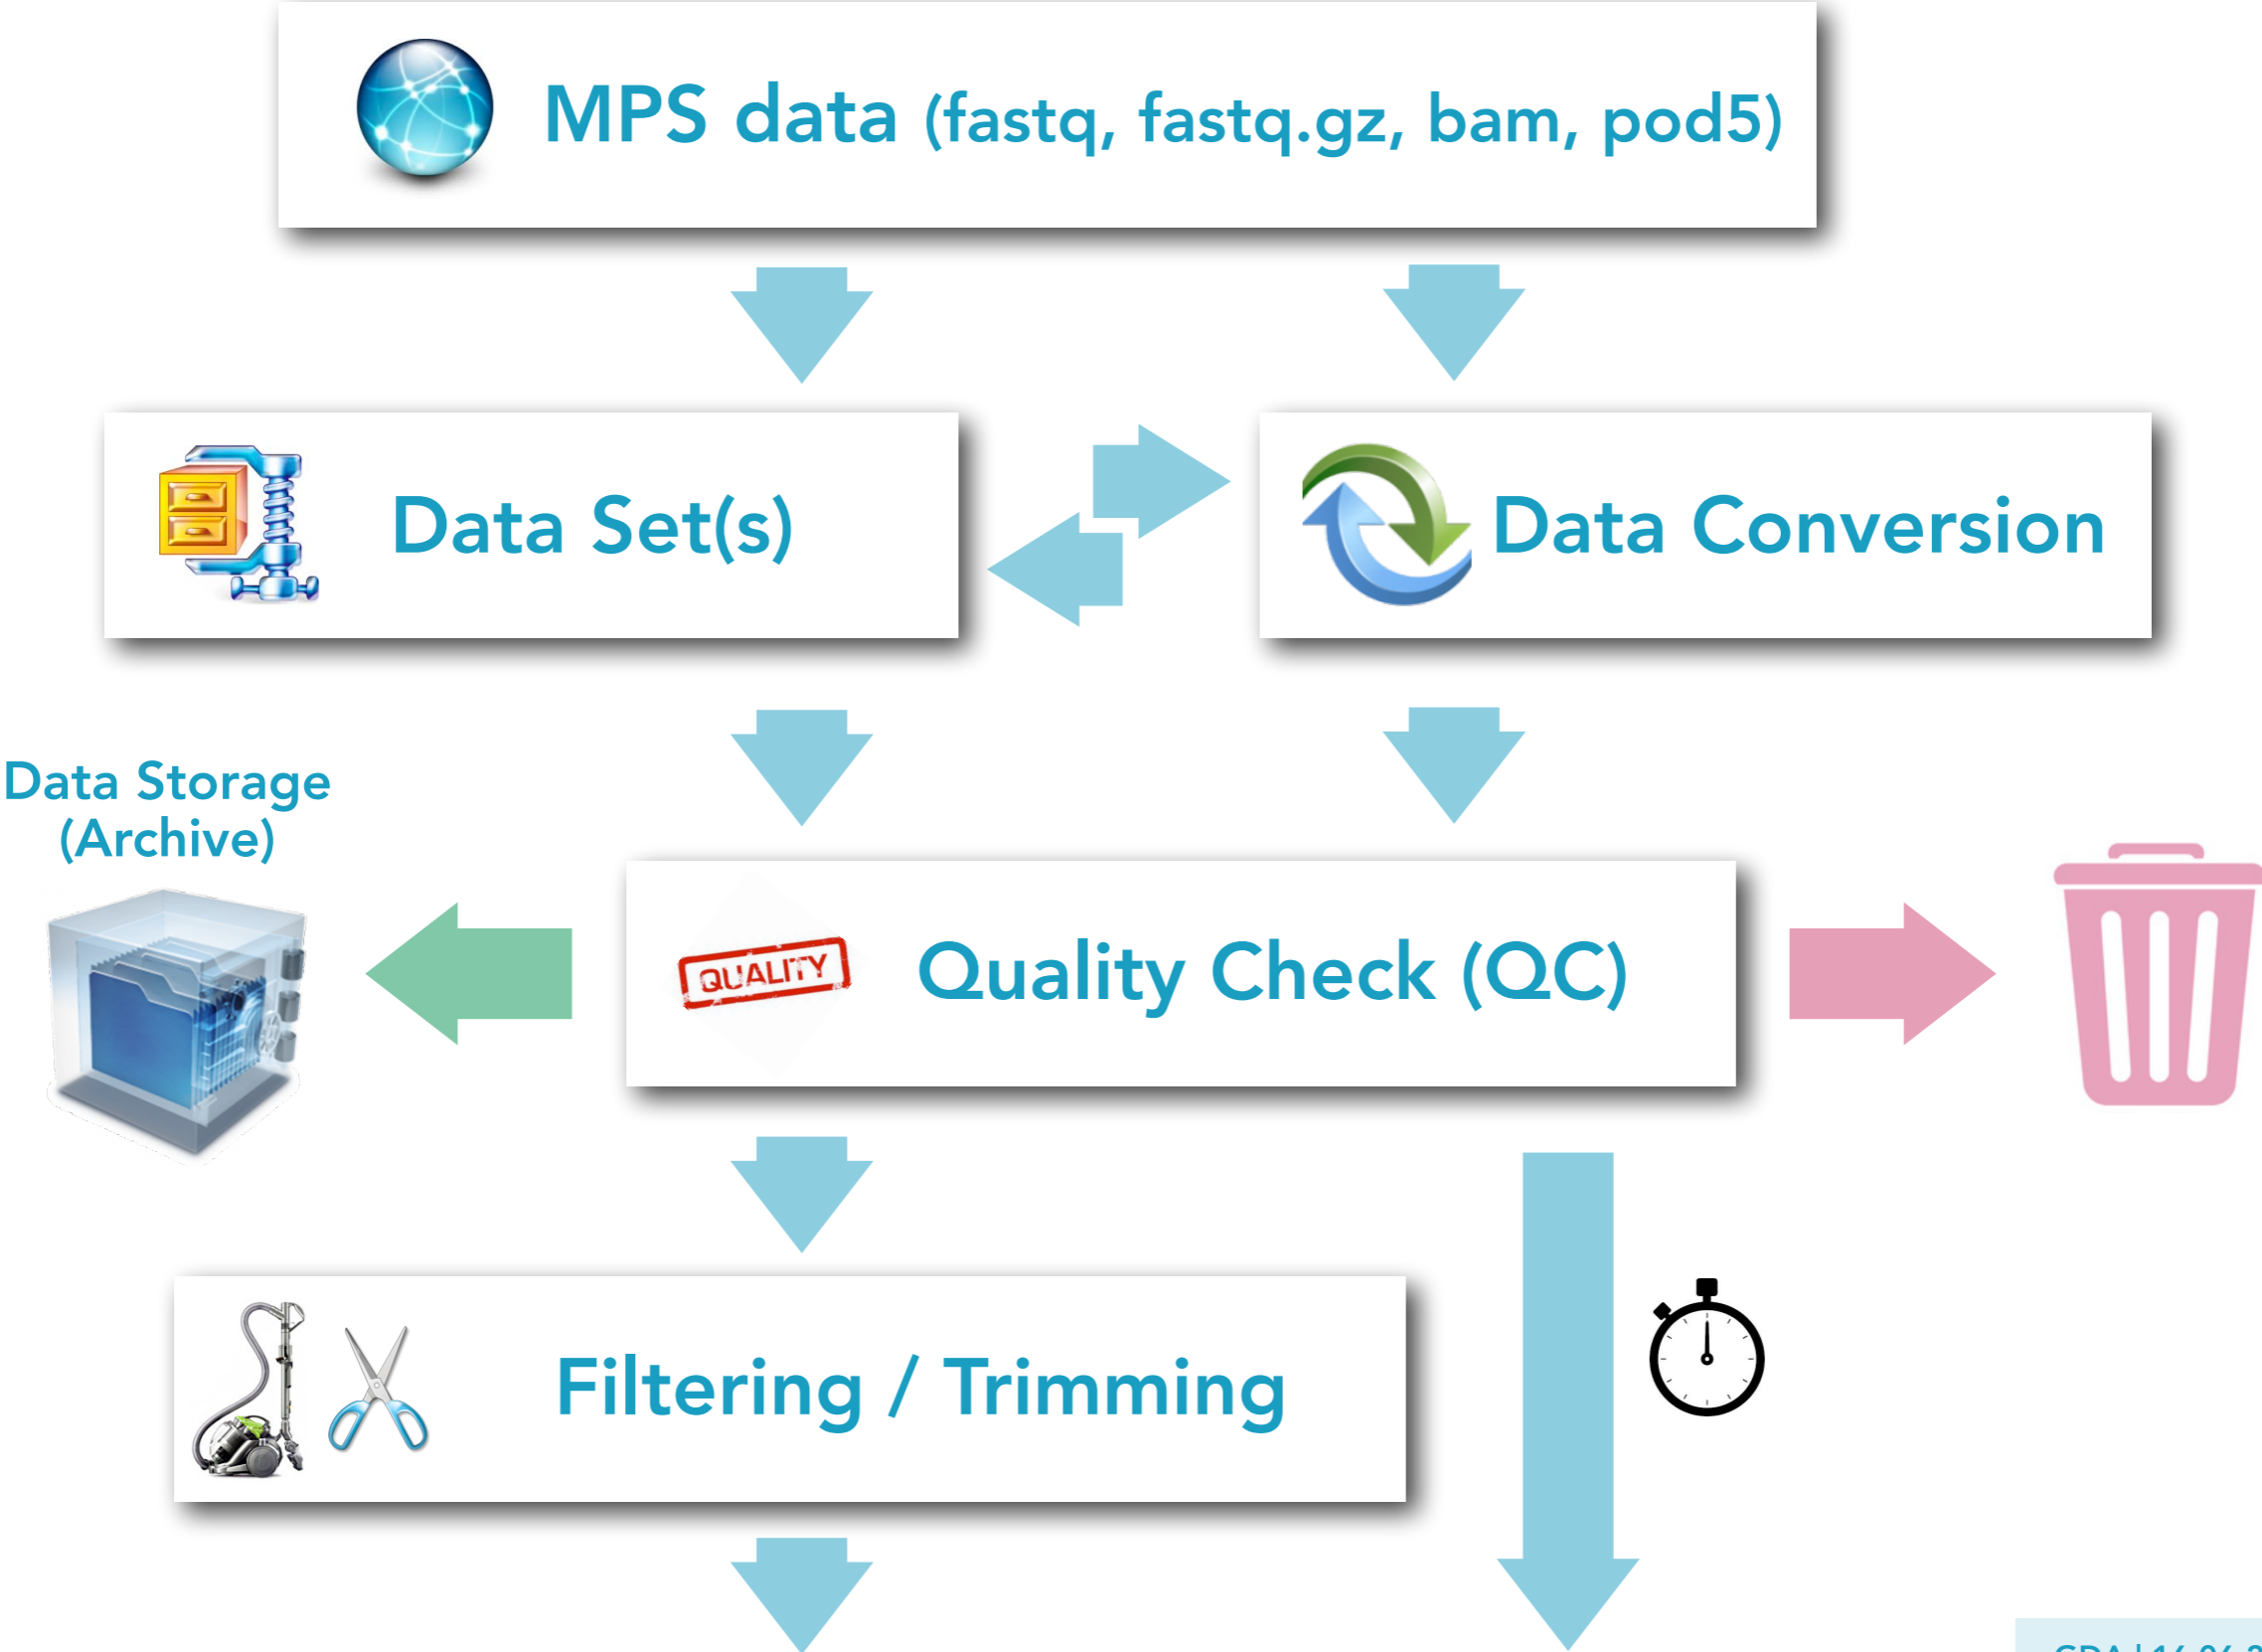 MPS data (fastq, fastq.gz, bam, pod5)
Data Set(s)
Data Conversion
Data Storage
(Archive)
QUALITY
Quality Check (QC)
Filtering / Trimming